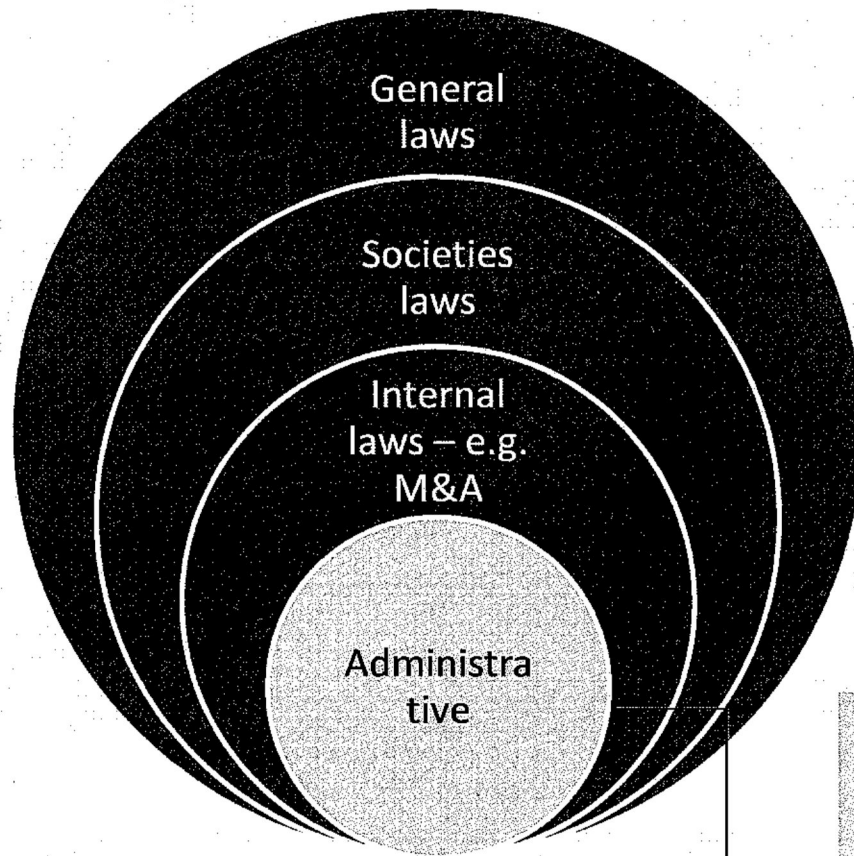 General
laws
Societies
laws
Internal
laws – e.g.
M&A
Administra
tive